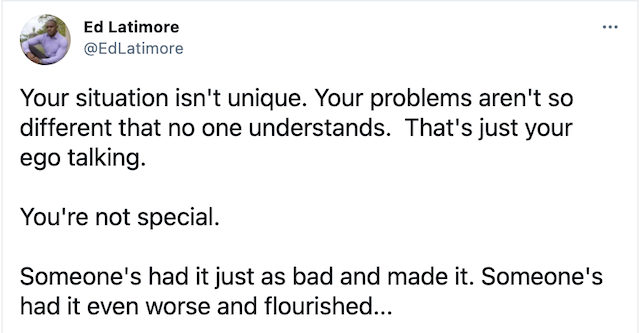 Ed Latimore
@EdLatimore
Your situation isn't unique. Your problems aren't so
different that no one understands.  That's just your
ego talking.
You're not special.
Someone's had it just as bad and made it. Someone's
had it even worse and flourished...